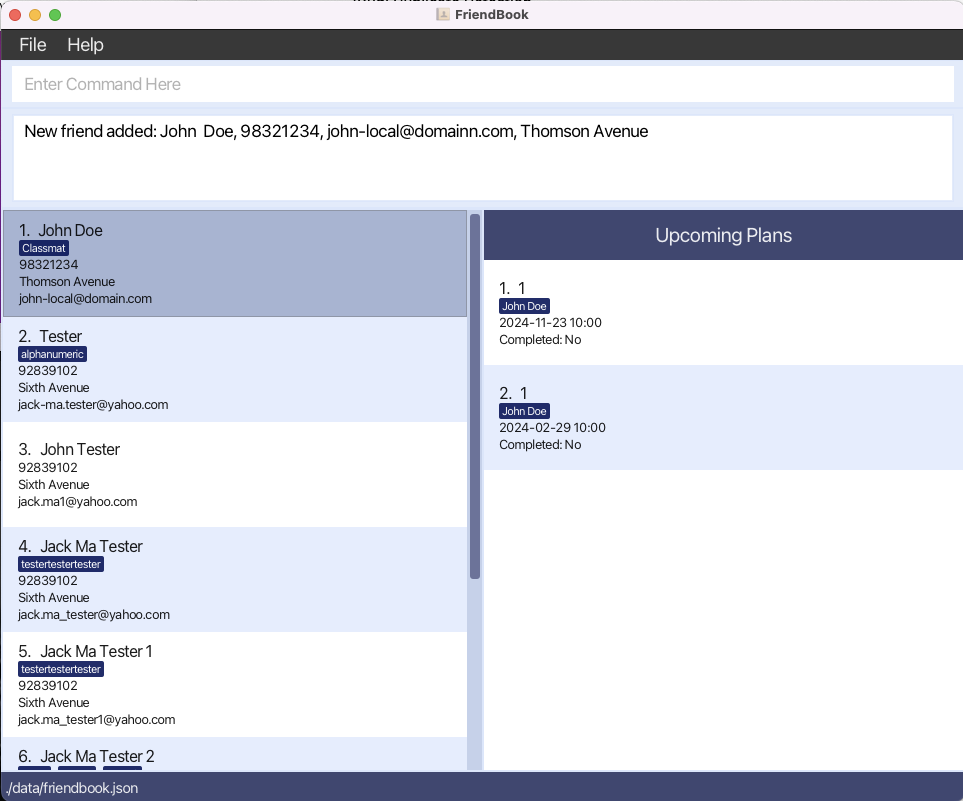 FriendBook
File Help
Enter Command Here
New friend added: John  Doe, 98321234, john-local@domainn.com, Thomson Avenue
1. John Doe
Classmat
98321234
Thomson Avenue
john-local@domain.com
2. Tester
alphanumeric
92839102
Sixth Avenue
jack-ma.tester@yahoo.com
3. John Tester
92839102
Sixth Avenue
jack.ma1@yahoo.com
4. Jack Ma Tester
testertestertester
92839102
Sixth Avenue
jack.ma_tester@yahoo.com
5. Jack Ma Tester 1
testertestertester
92839102
Sixth Avenue
jack.ma_tester1@yahoo.com
6. Jack Ma Tester 2
Upcoming Plans
1. 1
John Doe
2024-11-23 10:00
Completed: No
2. 1
John Doe
2024-02-29 10:00
Completed: No
./data/friendbook.json